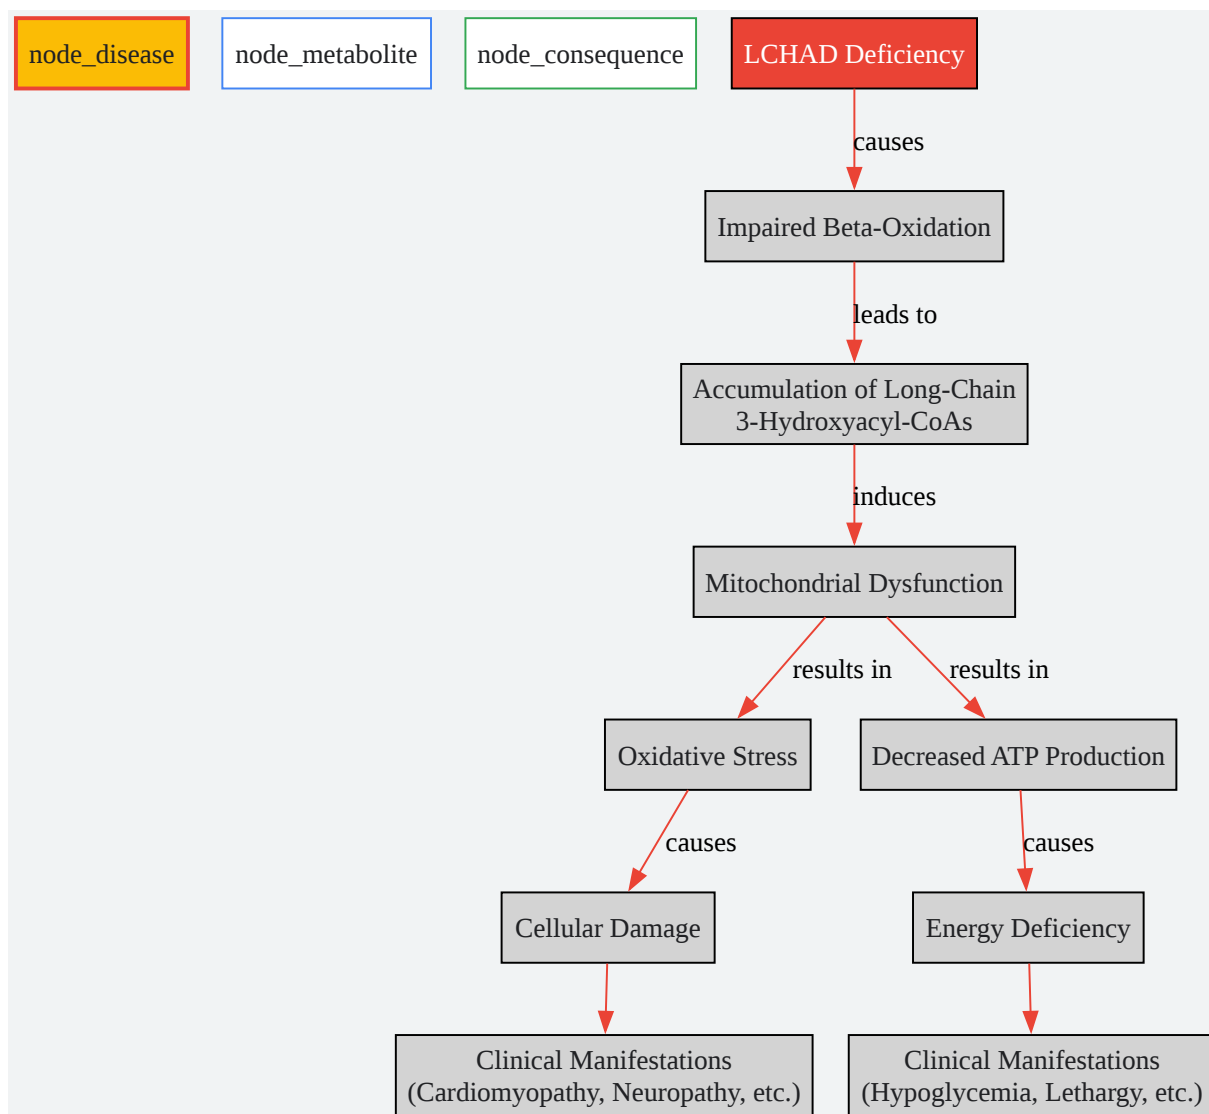 node_disease
node_metabolite
node_consequence
LCHAD Deficiency
causes
Impaired Beta-Oxidation
leads to
Accumulation of Long-Chain
3-Hydroxyacyl-CoAs
induces
Mitochondrial Dysfunction
results in
results in
Oxidative Stress
Decreased ATP Production
causes
causes
Cellular Damage
Energy Deficiency
Clinical Manifestations
(Cardiomyopathy, Neuropathy, etc.)
Clinical Manifestations
(Hypoglycemia, Lethargy, etc.)